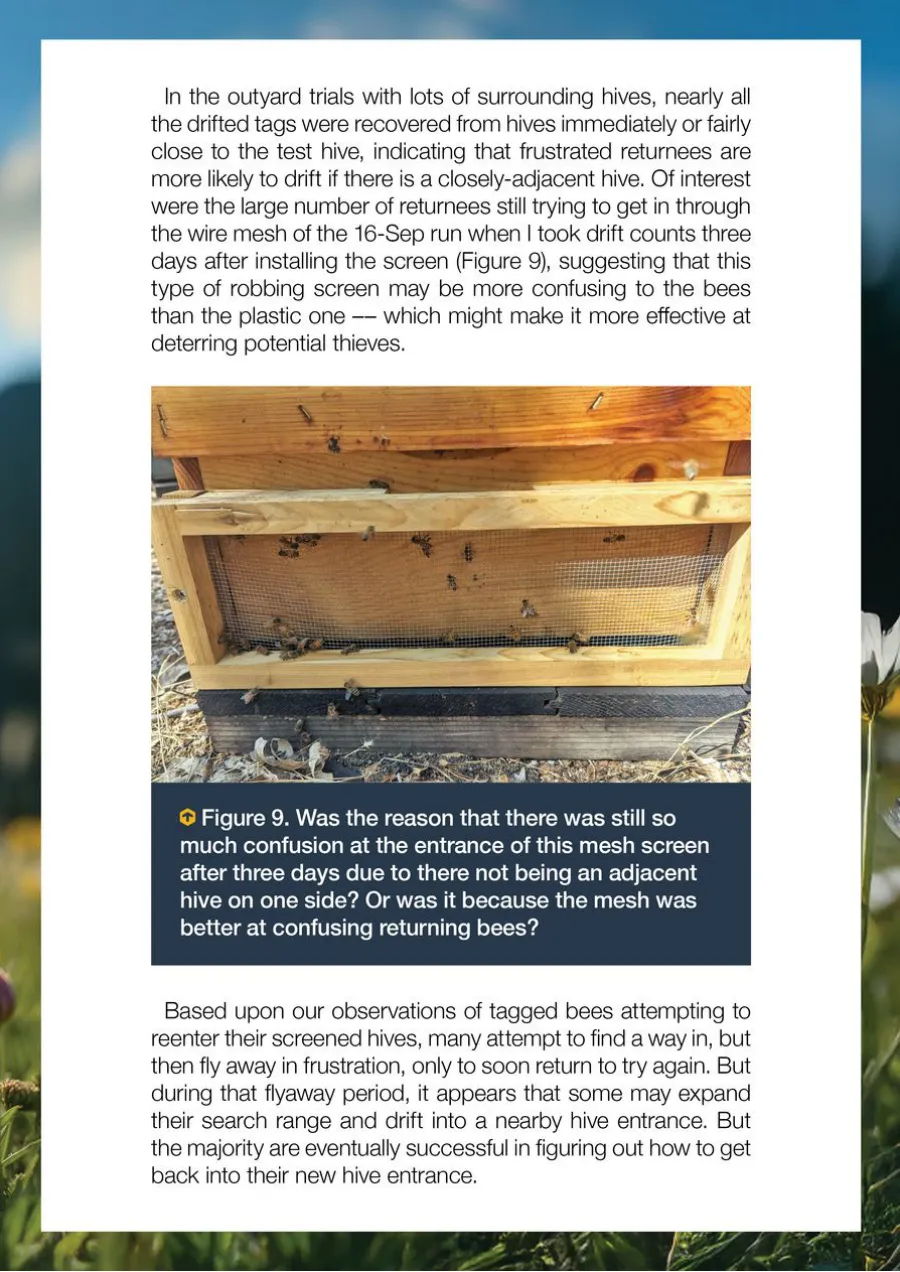 In the outyard trials with lots of surrounding hives, nearly all
the drifted tags were recovered from hives immediately or fairly
close to the test hive, indicating that frustrated returnees are
more likely to drift if there is a closely-adjacent hive. Of interest
were the large number of returnees still trying to get in through
the wire mesh of the 16-Sep run when I took drift counts three
days after installing the screen (Figure 9), suggesting that this
type of robbing screen may be more confusing to the bees
than the plastic one –– which might make it more effective at
deterring potential thieves.
Figure 9. Was the reason that there was still so
much confusion at the entrance of this mesh screen
after three days due to there not being an adjacent
hive on one side? Or was it because the mesh was
better at confusing returning bees?
Based upon our observations of tagged bees attempting to
reenter their screened hives, many attempt to find a way in, but
then fly away in frustration, only to soon return to try again. But
during that flyaway period, it appears that some may expand
their search range and drift into a nearby hive entrance. But
the majority are eventually successful in figuring out how to get
back into their new hive entrance.